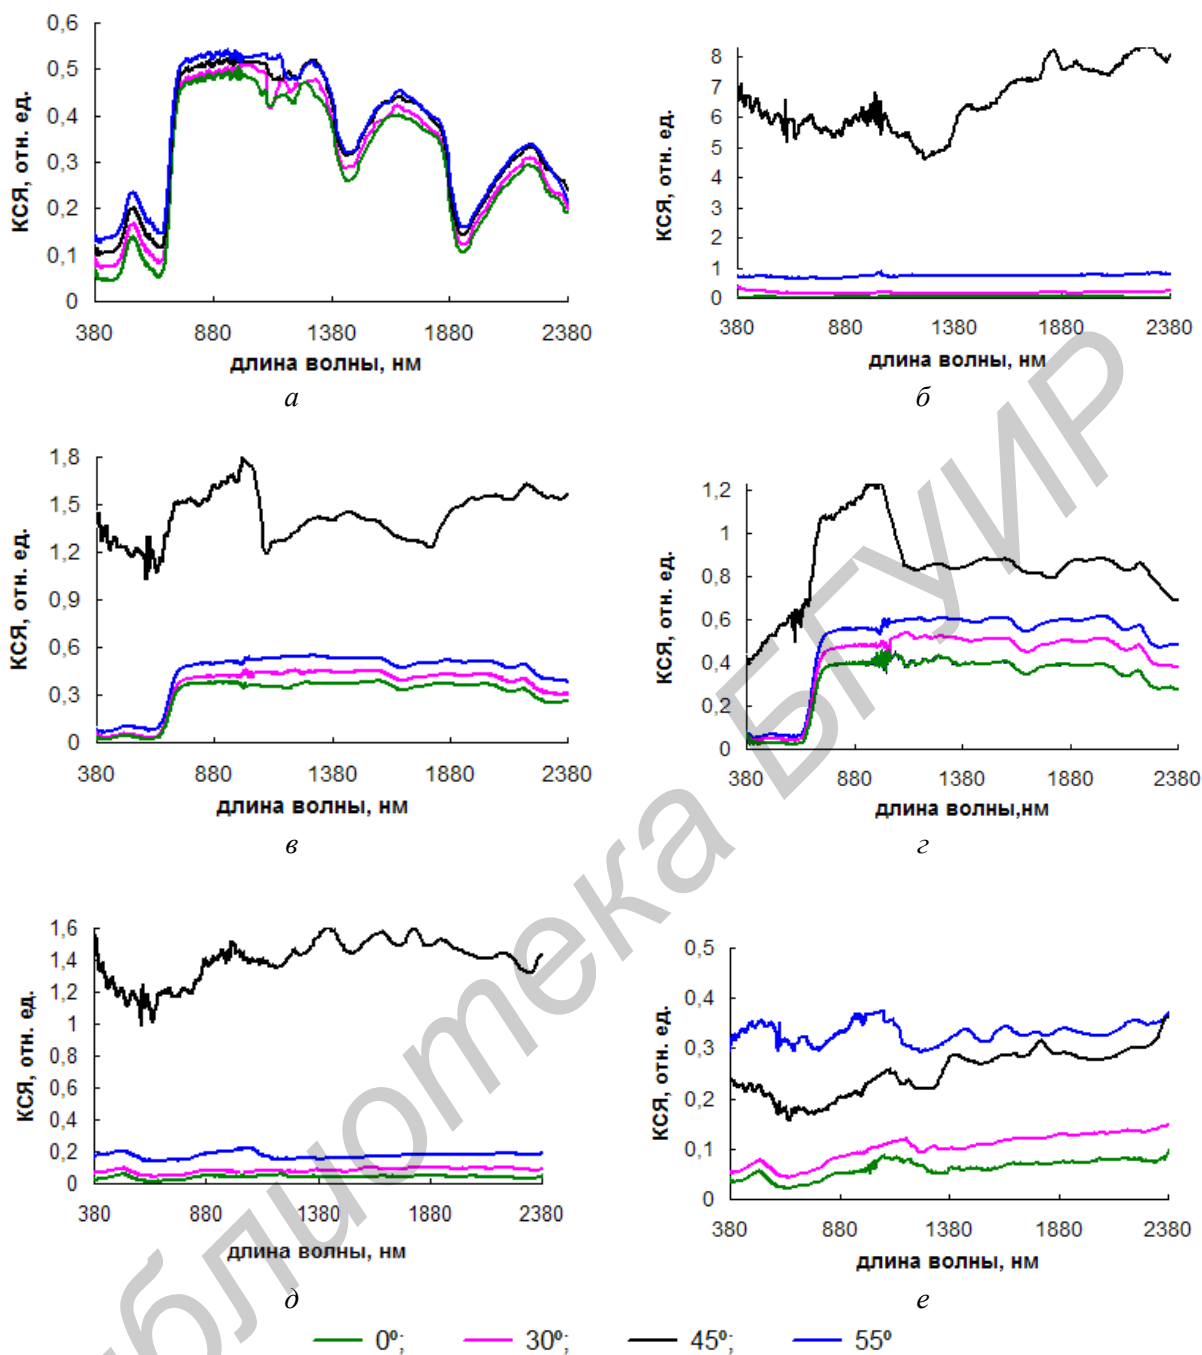 0,6
0,5
0,4
0,3
0,2
0,1
0
КСЯ, отн. ед.
380 880 1380 1880 2380
длина волны, нм
а
8
7
6
5
4
3
2
1
0
КСЯ, отн. ед.
380 880 1380 1880 2380
длина волны, нм
б
1,8
1,5
1,2
0,9
0,6
0,3
0
КСЯ, отн. ед.
380 880 1380 1880 2380
длина волны, нм
в
1,2
1
0,8
0,6
0,4
0,2
0
КСЯ, отн. ед.
380 880 1380 1880 2380
длина волны,нм
г
1,6
1,4
1,2
1
0,8
0,6
0,4
0,2
0
КСЯ, отн. ед.
380 880 1380 1880 2380
длина волны, нм
д
0,5
0,4
0,3
0,2
0,1
0
КСЯ, отн. ед.
380 880 1380 1880 2380
длина волны, нм
е
0º; 30º; 45º; 55º
блиотека БГУИР